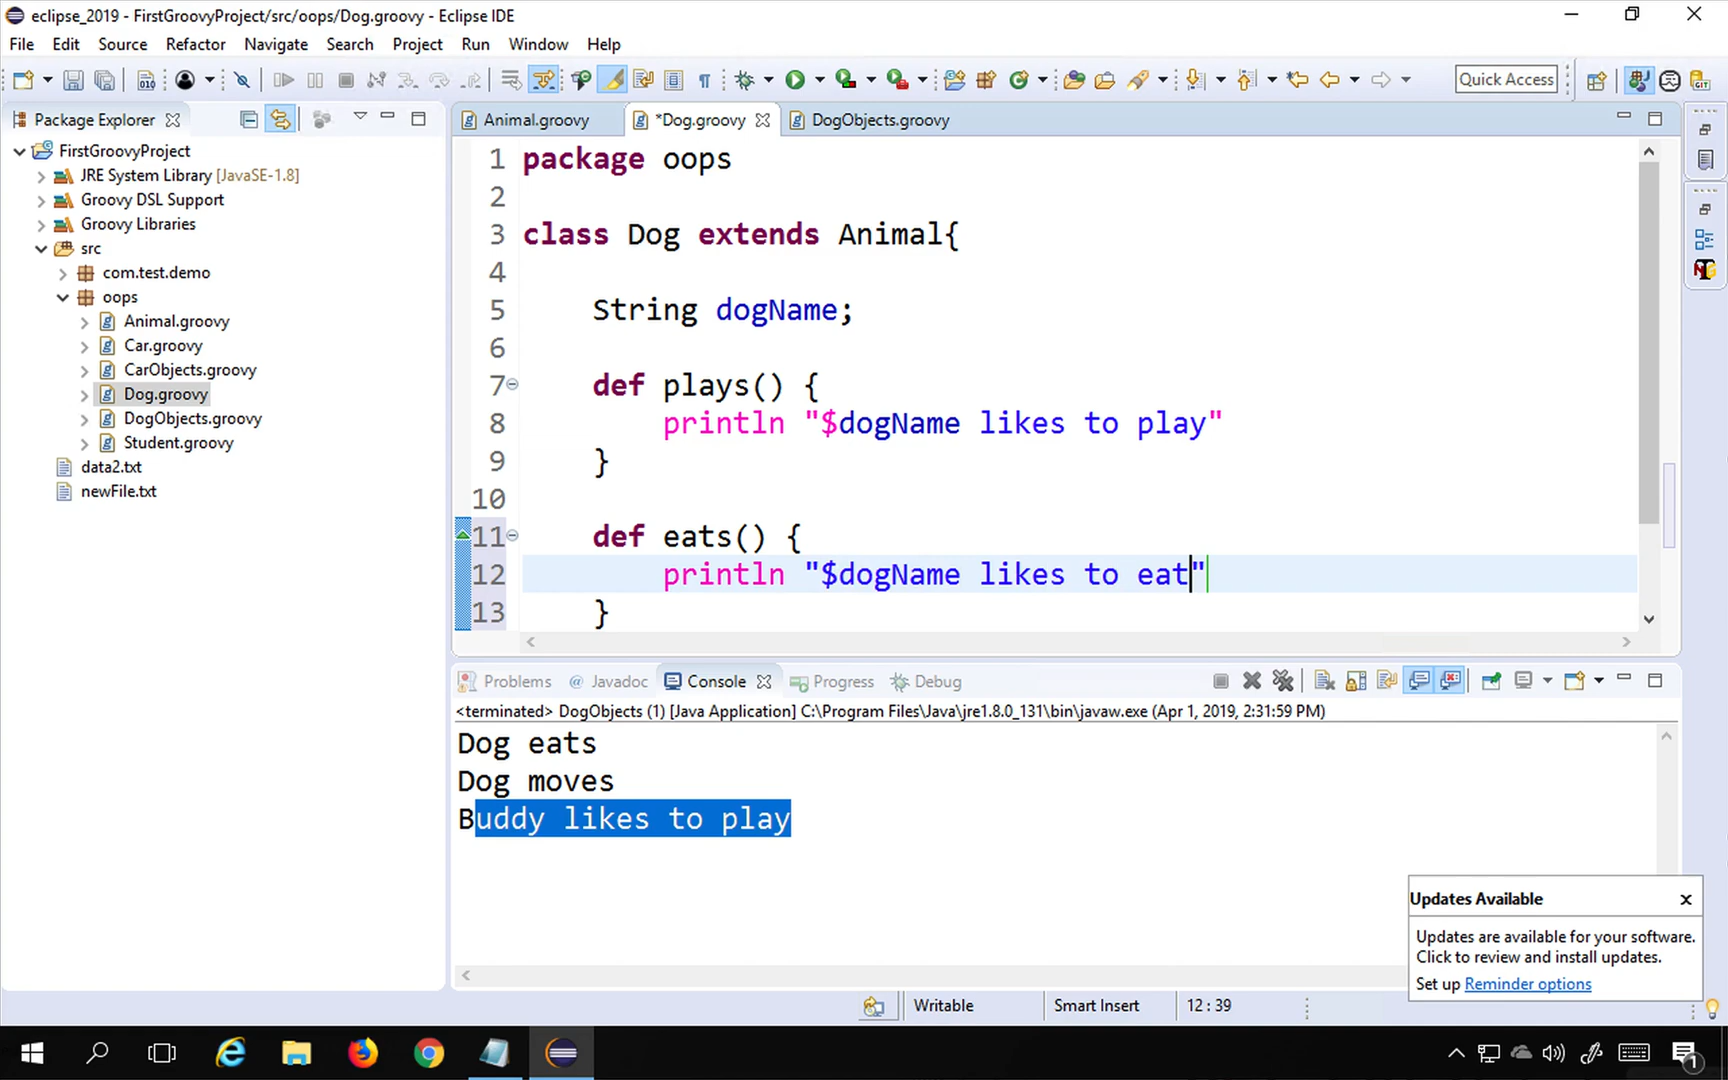 eclipse_2019 - FirstGroovyProject/src/oops/Dog.groovy - Eclipse IDE
File Edit Source Refactor Navigate Search Project Run Window Help
Quick Access
Package Explorer
FirstGroovyProject
JRE System Library [JavaSE-1.8]
Groovy DSL Support
Groovy Libraries
src
com.test.demo
oops
Animal.groovy
Car.groovy
CarObjects.groovy
Dog.groovy
DogObjects.groovy
Student.groovy
data2.txt
newFile.txt
Animal.groovy *Dog.groovy DogObjects.groovy
1 package oops
2
3 class Dog extends Animal{
4
5 String dogName;
6
7 def plays() {
8 println "$dogName likes to play"
9 }
10
11 def eats() {
12 println "$dogName likes to eat"
13 }
Problems @ Javadoc Console Progress Debug
<terminated> DogObjects (1) [Java Application] C:\Program Files\Java\jre1.8.0_131\bin\javaw.exe (Apr 1, 2019, 2:31:59 PM)
Dog eats
Dog moves
Buddy likes to play
Updates Available
Updates are available for your software.
Click to review and install updates.
Set up Reminder options
Writable Smart Insert 12 : 39
1